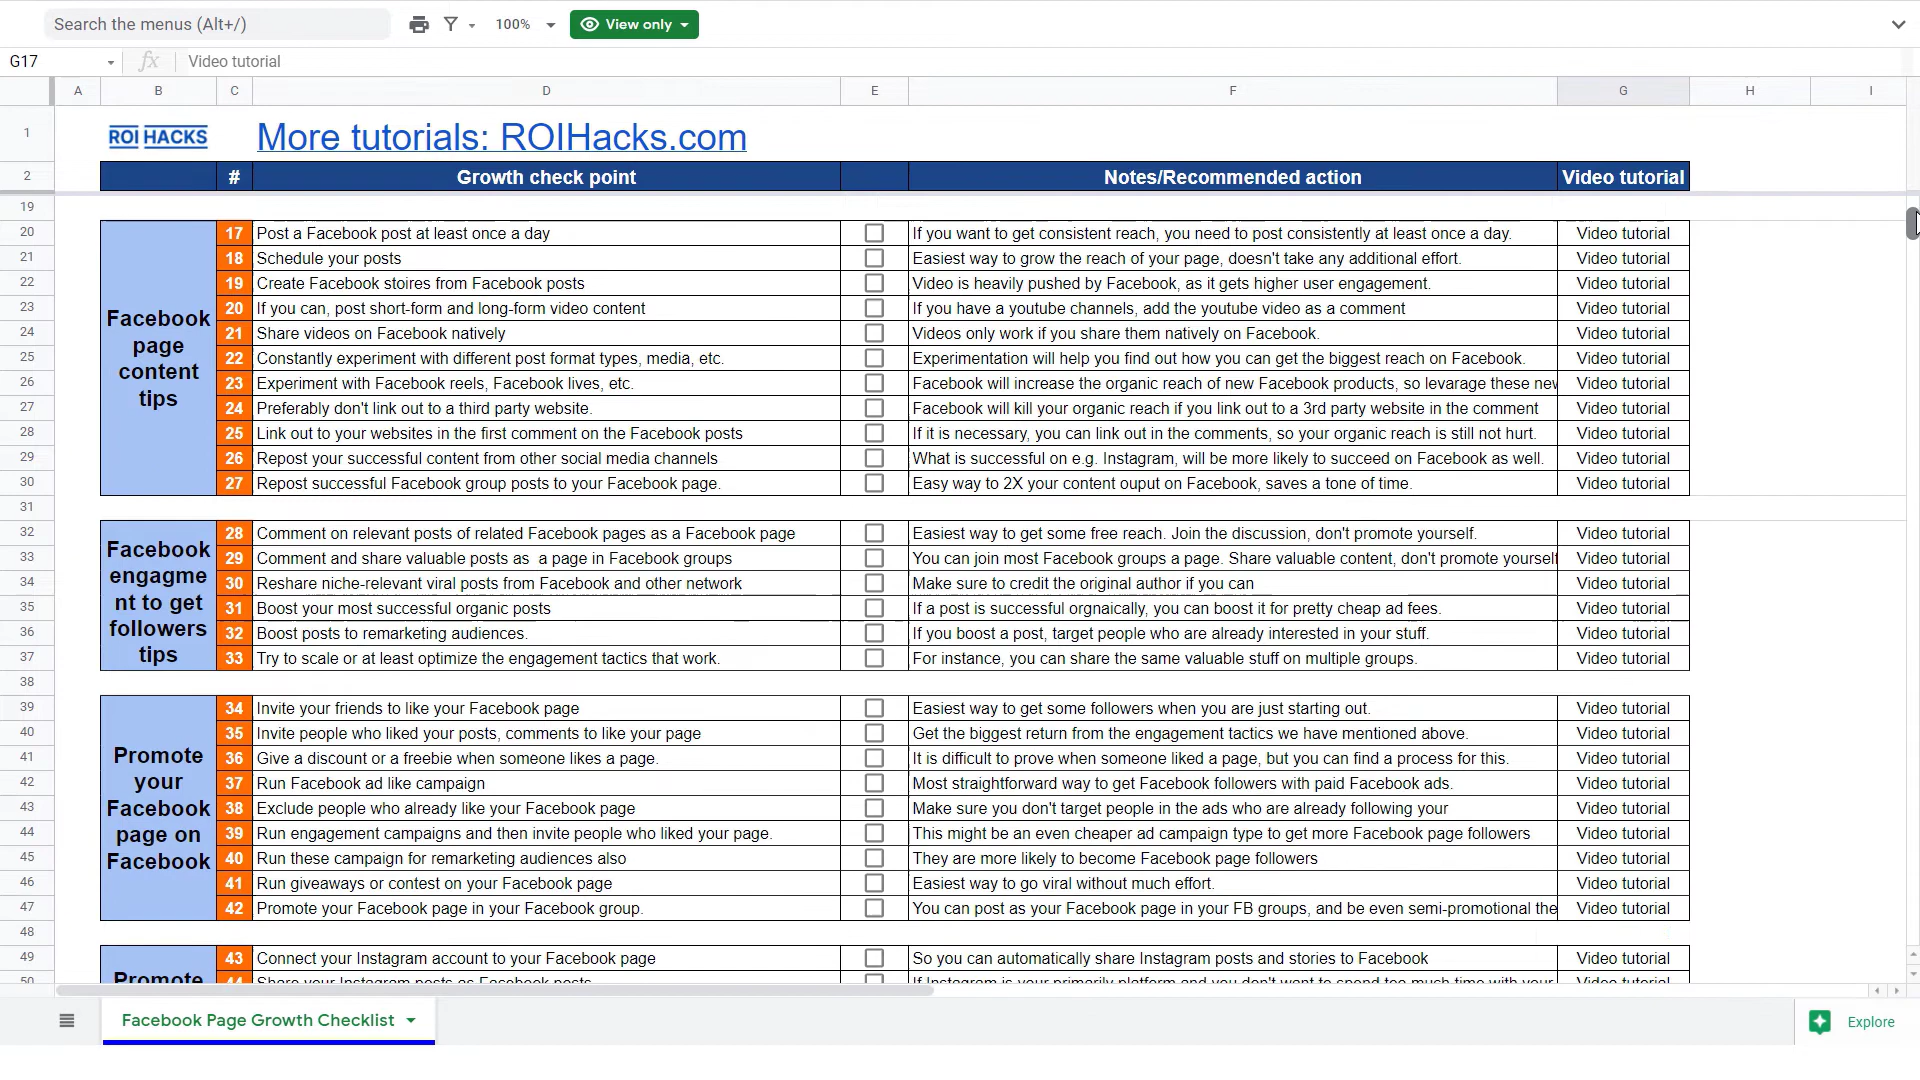 Search the menus (Alt+/)
100%
View only
G17
fx
Video tutorial
A B C D E F G H I
1 ROI HACKS More tutorials: ROIHacks.com
2 # Growth check point Notes/Recommended action Video tutorial
19
20 17 Post a Facebook post at least once a day If you want to get consistent reach, you need to post consistently at least once a day. Video tutorial
21 18 Schedule your posts Easiest way to grow the reach of your page, doesn't take any additional effort. Video tutorial
22 19 Create Facebook stoires from Facebook posts Video is heavily pushed by Facebook, as it gets higher user engagement. Video tutorial
23 20 If you can, post short-form and long-form video content If you have a youtube channels, add the youtube video as a comment Video tutorial
24 21 Share videos on Facebook natively Videos only work if you share them natively on Facebook. Video tutorial
25 22 Constantly experiment with different post format types, media, etc. Experimentation will help you find out how you can get the biggest reach on Facebook. Video tutorial
26 23 Experiment with Facebook reels, Facebook lives, etc. Facebook will increase the organic reach of new Facebook products, so levarage these new Video tutorial
27 24 Preferably don't link out to a third party website. Facebook will kill your organic reach if you link out to a 3rd party website in the comment Video tutorial
28 25 Link out to your websites in the first comment on the Facebook posts If it is necessary, you can link out in the comments, so your organic reach is still not hurt. Video tutorial
29 26 Repost your successful content from other social media channels What is successful on e.g. Instagram, will be more likely to succeed on Facebook as well. Video tutorial
30 27 Repost successful Facebook group posts to your Facebook page. Easy way to 2X your content ouput on Facebook, saves a tone of time. Video tutorial
Facebook
page
content
tips
31
32 28 Comment on relevant posts of related Facebook pages as a Facebook page Easiest way to get some free reach. Join the discussion, don't promote yourself. Video tutorial
33 29 Comment and share valuable posts as  a page in Facebook groups You can join most Facebook groups a page. Share valuable content, don't promote yourself Video tutorial
34 30 Reshare niche-relevant viral posts from Facebook and other network Make sure to credit the original author if you can Video tutorial
35 31 Boost your most successful organic posts If a post is successful orgnaically, you can boost it for pretty cheap ad fees. Video tutorial
36 32 Boost posts to remarketing audiences. If you boost a post, target people who are already interested in your stuff. Video tutorial
37 33 Try to scale or at least optimize the engagement tactics that work. For instance, you can share the same valuable stuff on multiple groups. Video tutorial
Facebook
engagme
nt to get
followers
tips
38
39 34 Invite your friends to like your Facebook page Easiest way to get some followers when you are just starting out. Video tutorial
40 35 Invite people who liked your posts, comments to like your page Get the biggest return from the engagement tactics we have mentioned above. Video tutorial
41 36 Give a discount or a freebie when someone likes a page. It is difficult to prove when someone liked a page, but you can find a process for this. Video tutorial
42 37 Run Facebook ad like campaign Most straightforward way to get Facebook followers with paid Facebook ads. Video tutorial
43 38 Exclude people who already like your Facebook page Make sure you don't target people in the ads who are already following your Video tutorial
44 39 Run engagement campaigns and then invite people who liked your page. This might be an even cheaper ad campaign type to get more Facebook page followers Video tutorial
45 40 Run these campaign for remarketing audiences also They are more likely to become Facebook page followers Video tutorial
46 41 Run giveaways or contest on your Facebook page Easiest way to go viral without much effort. Video tutorial
47 42 Promote your Facebook page in your Facebook group. You can post as your Facebook page in your FB groups, and be even semi-promotional the Video tutorial
Promote
your
Facebook
page on
Facebook
48
49 43 Connect your Instagram account to your Facebook page So you can automatically share Instagram posts and stories to Facebook Video tutorial
50 44 Share your Instagram posts as Facebook posts If Instagram is your primarily platform and you don't want to spend too much time with your Video tutorial
Promote
Facebook Page Growth Checklist
Explore